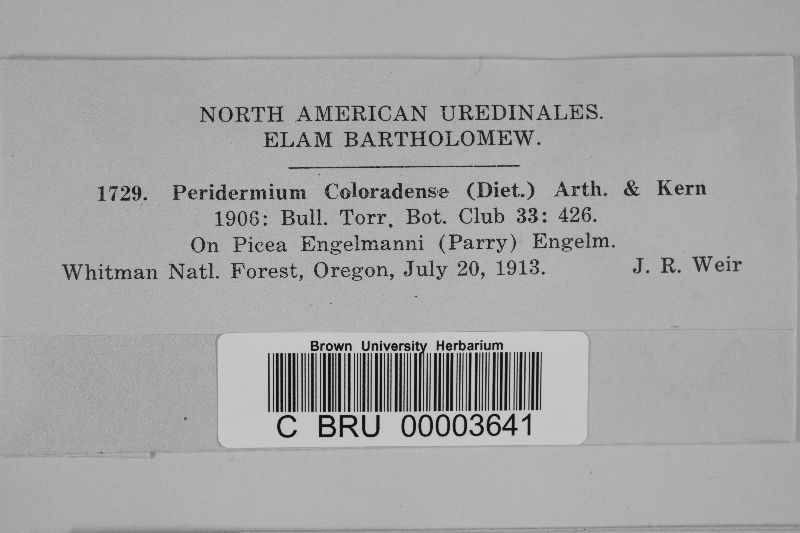 NORTH AMERICAN UREDINALES.
ELAM BARTHOLOMEW.
1729. Peridermium Coloradense (Diet.) Arth. & Kern
1906: Bull. Torr. Bot. Club 33: 426.
On Picea Engelmanni (Parry) Engelm.
Whitman Natl. Forest, Oregon, July 20, 1913. J. R. Weir
Brown University Herbarium
C BRU 00003641